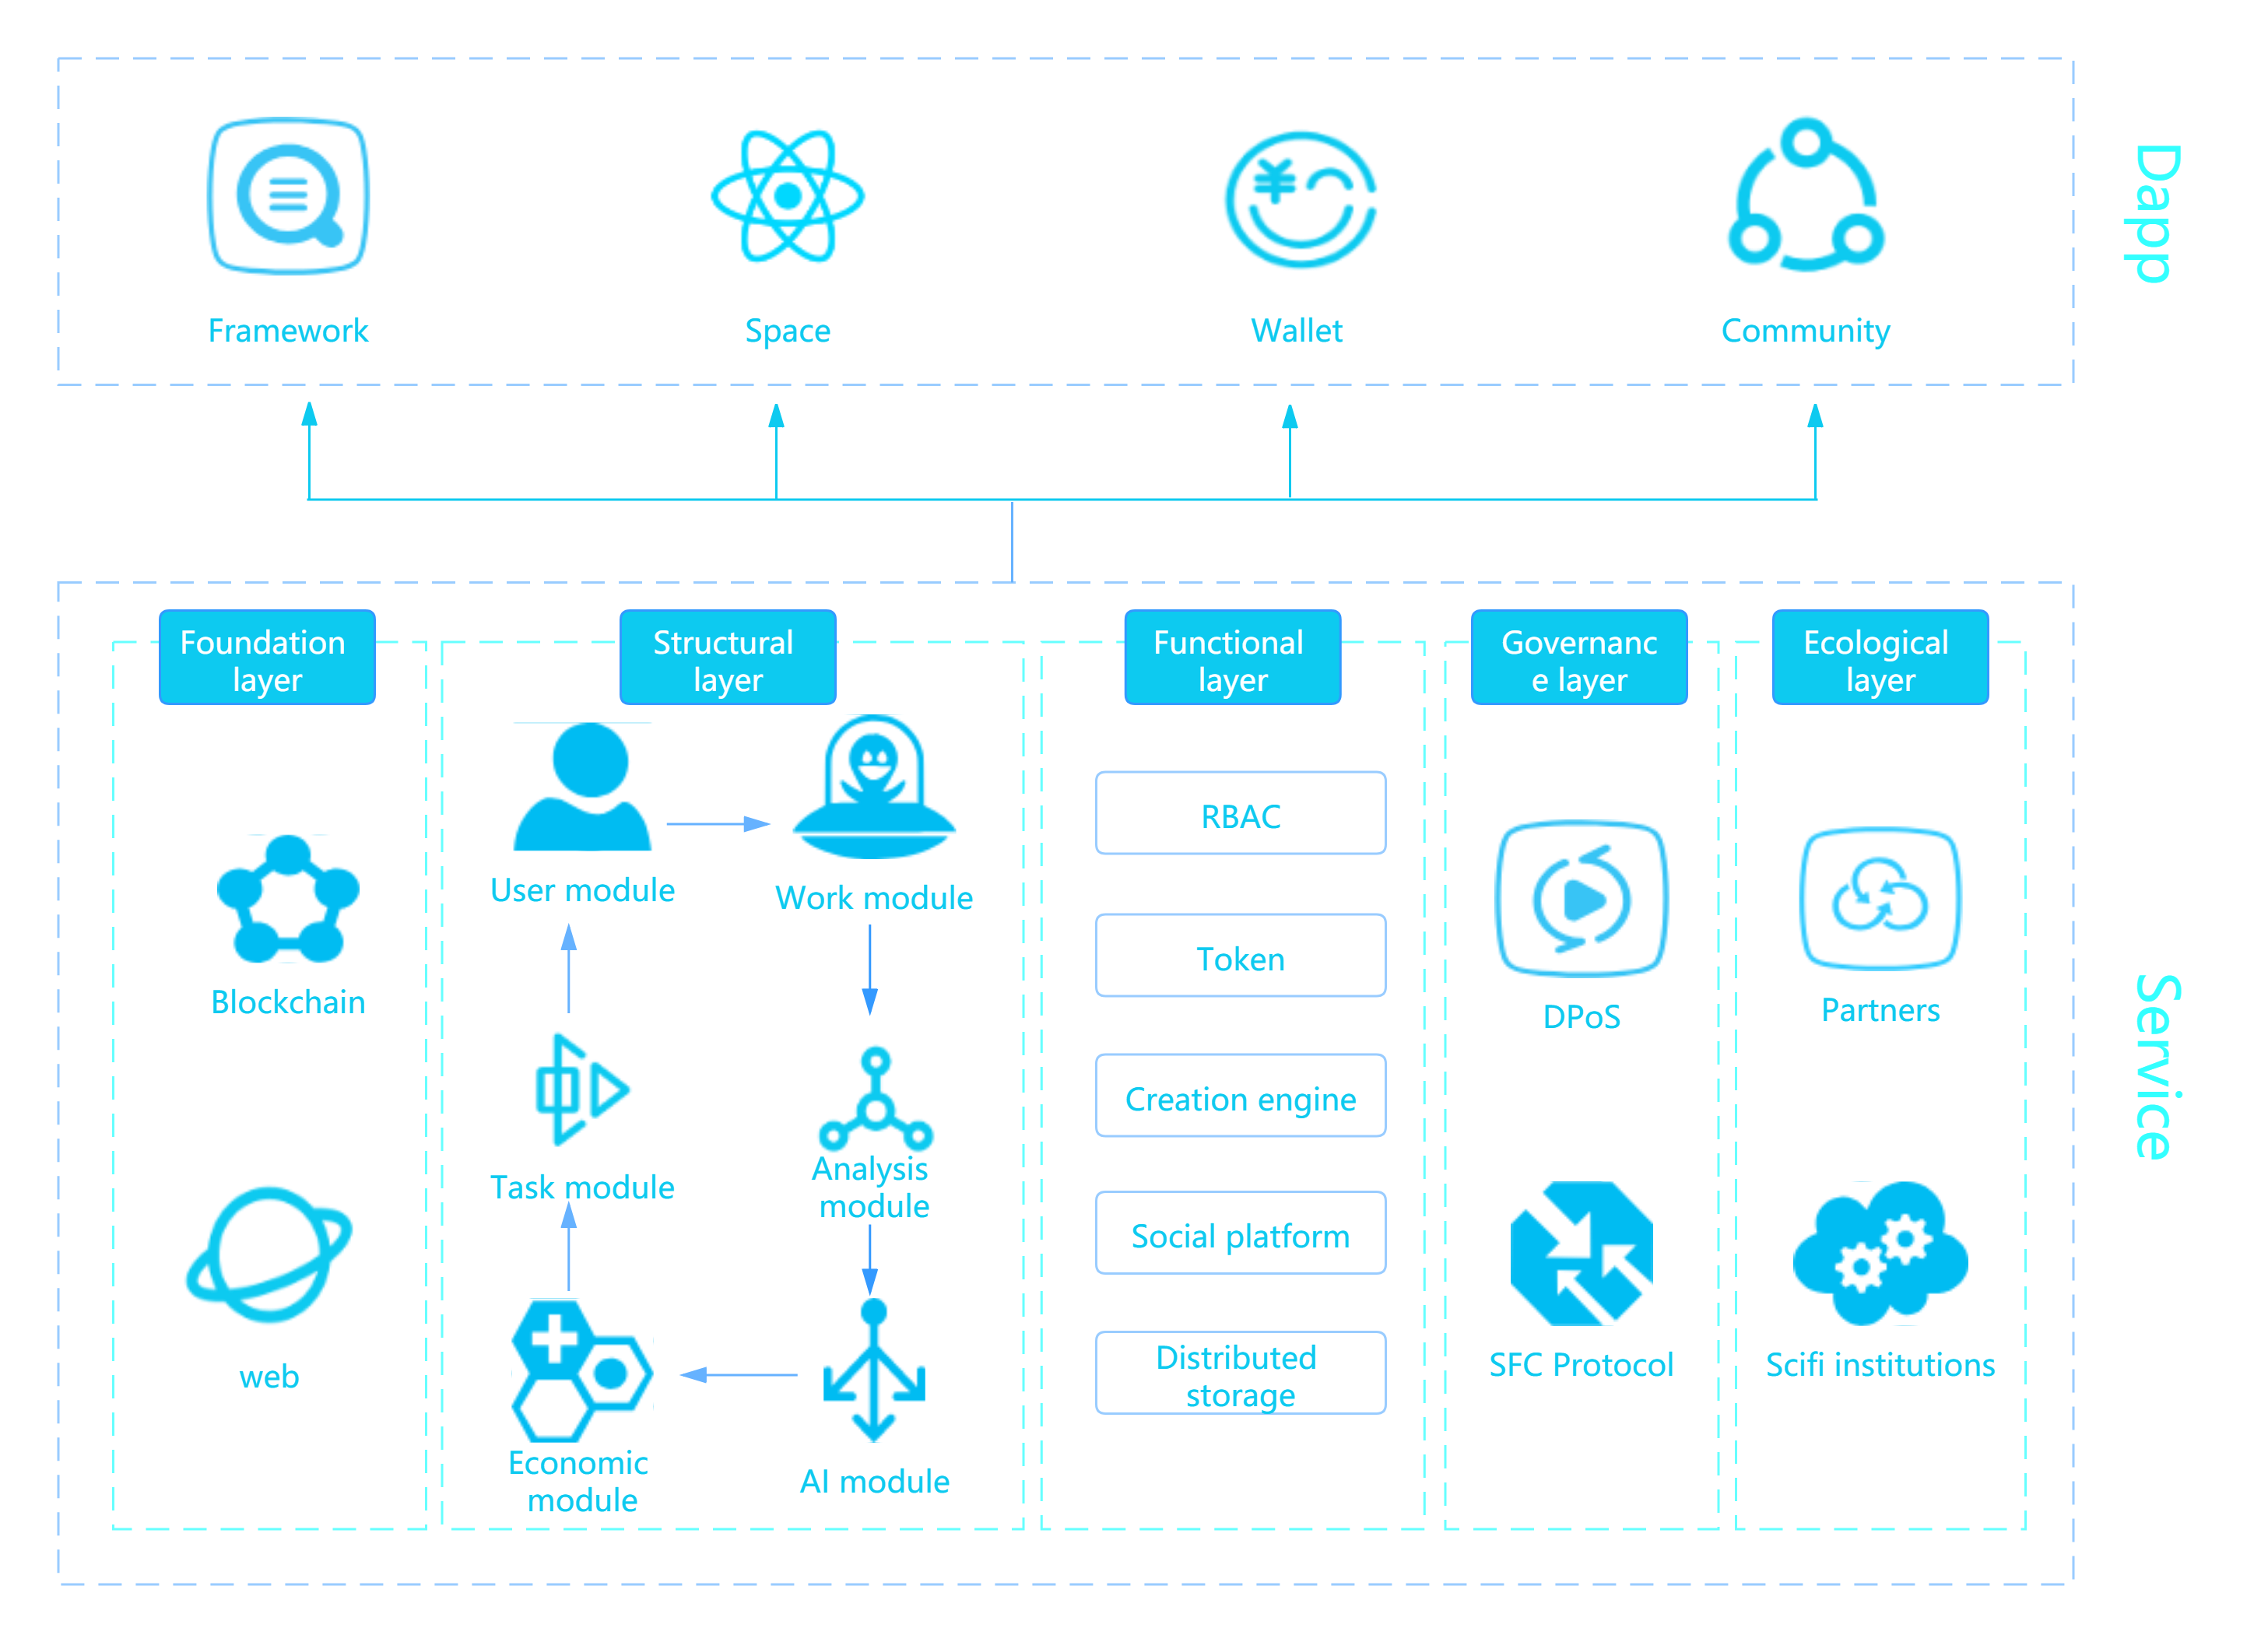 Dapp
Framework
Space
Wallet
Community
Service
Foundation
layer
Blockchain
web
Structural
layer
User module
Work module
Task module
Analysis
module
Economic
module
AI module
Functional
layer
RBAC
Token
Creation engine
Social platform
Distributed
storage
Governanc
e layer
DPoS
SFC Protocol
Ecological
layer
Partners
Scifi institutions